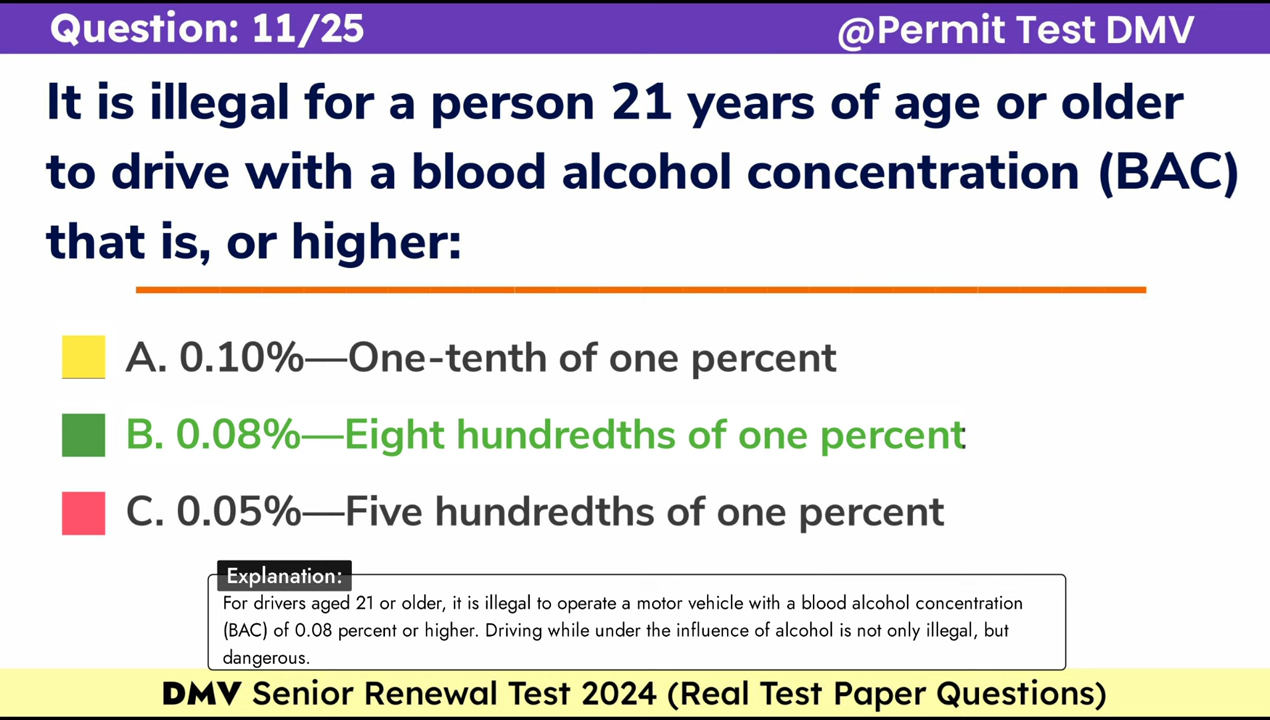 Question: 11/25
@Permit Test DMV
It is illegal for a person 21 years of age or older
to drive with a blood alcohol concentration (BAC)
that is, or higher:
A. 0.10%—One-tenth of one percent
B. 0.08%—Eight hundredths of one percent
C. 0.05%—Five hundredths of one percent
Explanation:
For drivers aged 21 or older, it is illegal to operate a motor vehicle with a blood alcohol concentration
(BAC) of 0.08 percent or higher. Driving while under the influence of alcohol is not only illegal, but
dangerous.
DMV Senior Renewal Test 2024 (Real Test Paper Questions)